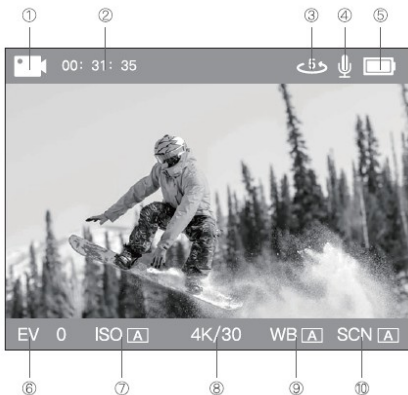 ① ② ③ ④ ⑤
00: 31: 35 5
EV 0 ISO A 4K/30 WB A SCN A
⑥ ⑦ ⑧ ⑨ ⑩